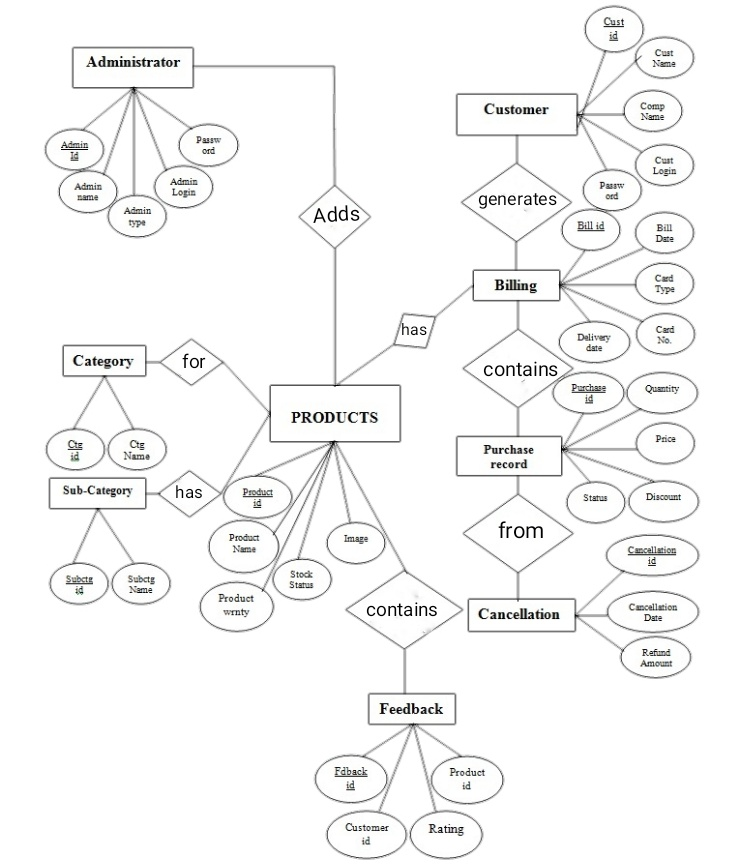 Administrator
Admin
Id
Admin
name
Admin
type
Admin
Login
Passw
ord
Adds
Customer
Cust
id
Cust
Name
Comp
Name
Cust
Login
Passw
ord
generates
Billing
Bill id
Bill
Date
Card
Type
Card
No.
Delivery
date
has
contains
Category
for
Ctg
id
Ctg
Name
PRODUCTS
Purchase
record
Purchase
id
Quantity
Price
Discount
Status
Sub-Category
has
Subctg
id
Subctg
Name
Product
id
Product
Name
Product
wrnty
Stock
Status
Image
from
Cancellation
Cancellation
id
Cancellation
Date
Refund
Amount
contains
Feedback
Fdback
id
Customer
id
Rating
Product
id